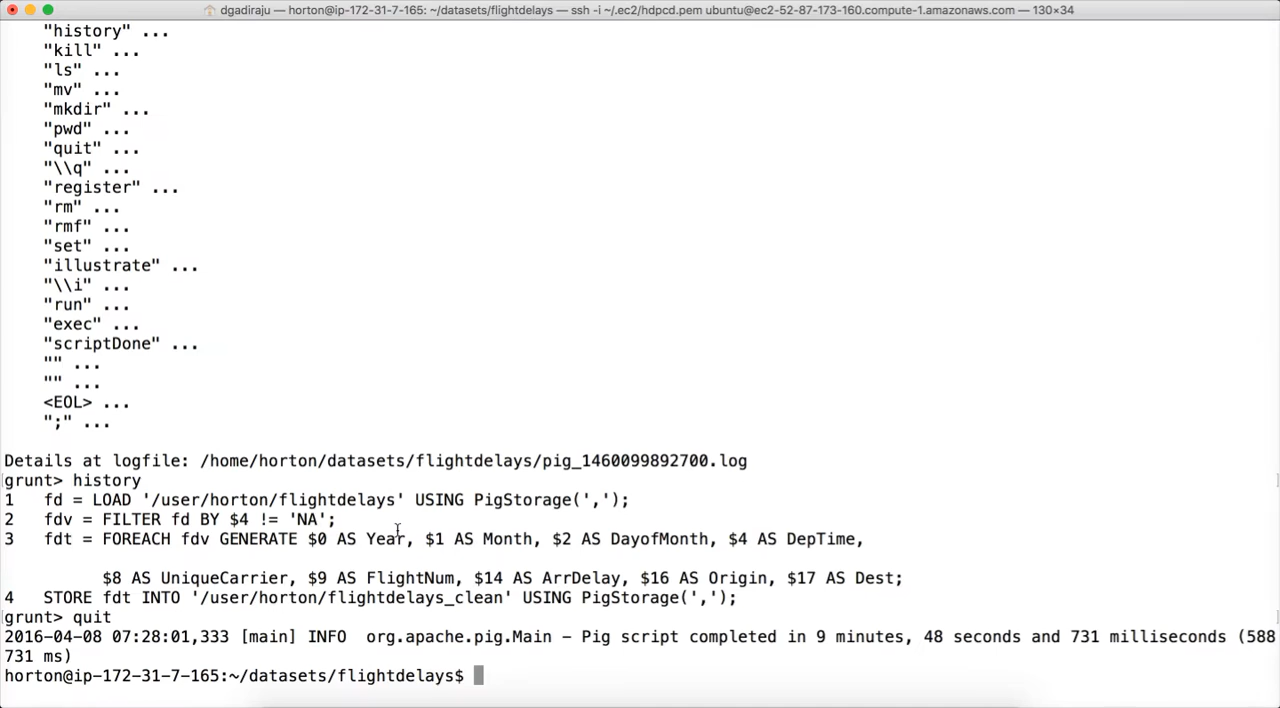 dgadiraju — horton@ip-172-31-7-165: ~/datasets/flightdelays — ssh -i ~/.ec2/hdpcd.pem ubuntu@ec2-52-87-173-160.compute-1.amazonaws.com — 130×34
"history" ...
"kill" ...
"ls" ...
"mv" ...
"mkdir" ...
"pwd" ...
"quit" ...
"\\q" ...
"register" ...
"rm" ...
"rmf" ...
"set" ...
"illustrate" ...
"\\i" ...
"run" ...
"exec" ...
"scriptDone" ...
"" ...
"" ...
<EOL> ...
";" ...
Details at logfile: /home/horton/datasets/flightdelays/pig_1460099892700.log
[grunt> history ]
1   fd = LOAD '/user/horton/flightdelays' USING PigStorage(',');
2   fdv = FILTER fd BY $4 != 'NA';
3   fdt = FOREACH fdv GENERATE $0 AS Year, $1 AS Month, $2 AS DayofMonth, $4 AS DepTime,
$8 AS UniqueCarrier, $9 AS FlightNum, $14 AS ArrDelay, $16 AS Origin, $17 AS Dest;
4   STORE fdt INTO '/user/horton/flightdelays_clean' USING PigStorage(',');
[grunt> quit ]
2016-04-08 07:28:01,333 [main] INFO  org.apache.pig.Main - Pig script completed in 9 minutes, 48 seconds and 731 milliseconds (588
731 ms)
horton@ip-172-31-7-165:~/datasets/flightdelays$